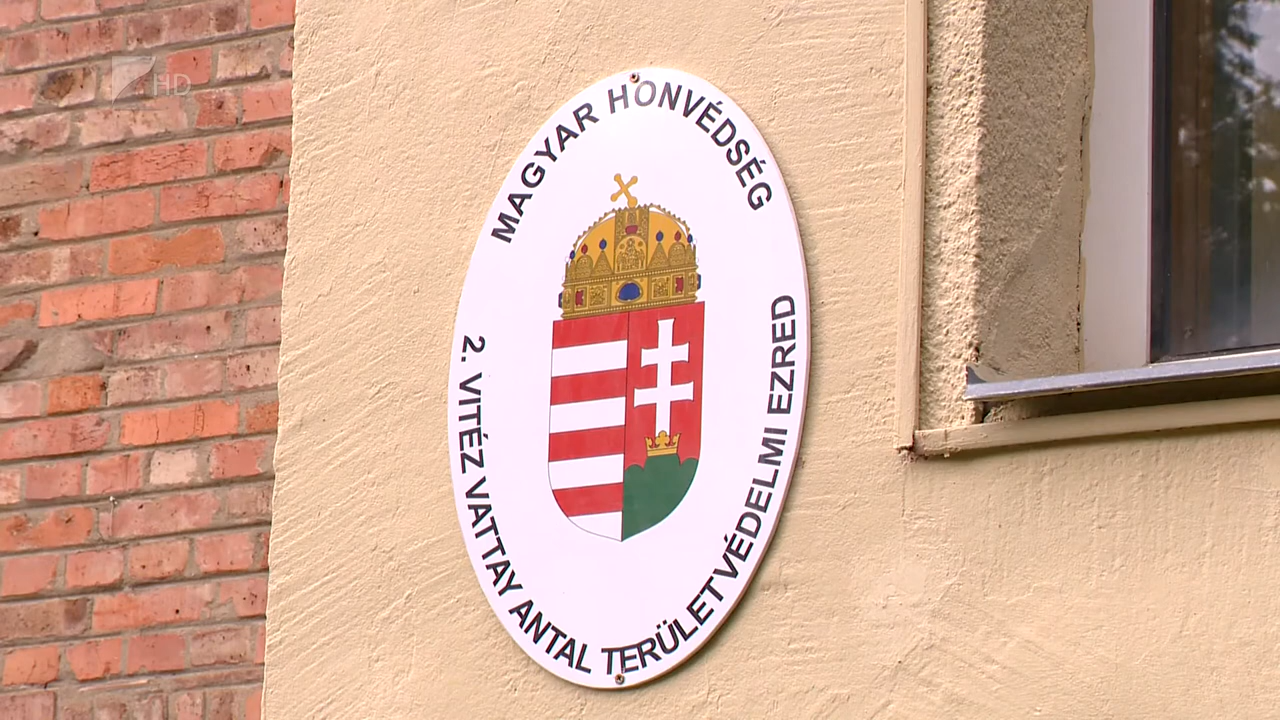 HD
MAGYAR HONVÉDSÉG
2. VITÉZ VATTAY ANTAL TERÜLETVÉDELMI EZRED